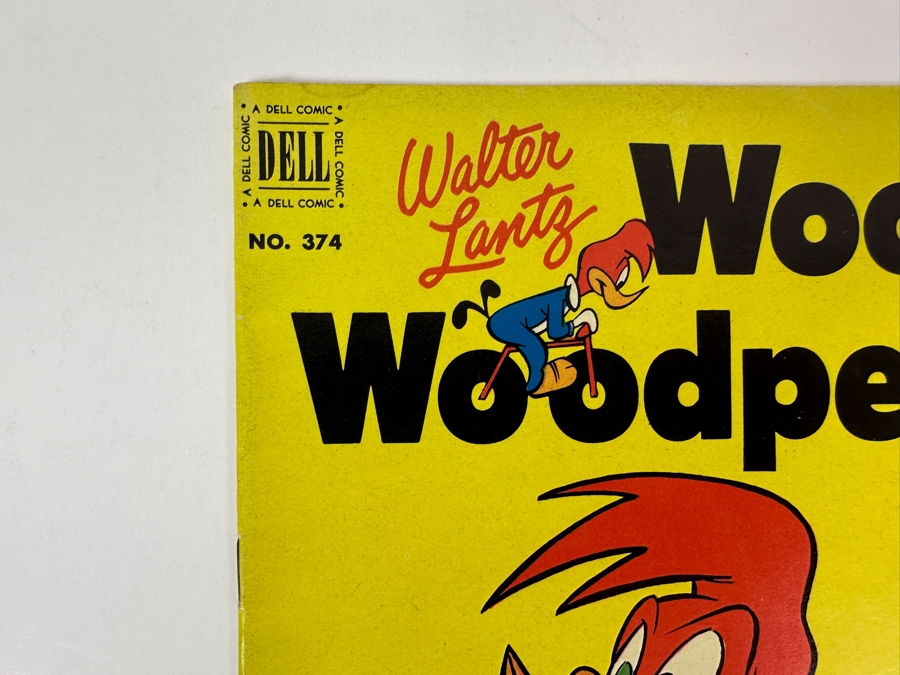 A DELL COMIC
A DELL COMIC
DELL
A DELL COMIC
A DELL COMIC
NO. 374
Walter
Lantz
Woo
Woodpe